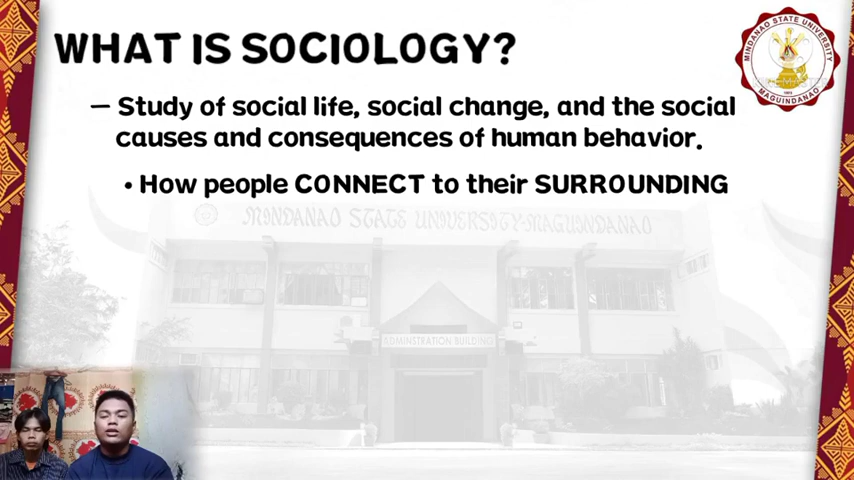 WHAT IS SOCIOLOGY?
— Study of social life, social change, and the social
causes and consequences of human behavior.
• How people CONNECT to their SURROUNDING
MINDANAO STATE UNIVERSITY
MAGUINDANAO
MINDANAO STATE UNIVERSITY-MAGUINDANAO
ADMINSTRATION BUILDING